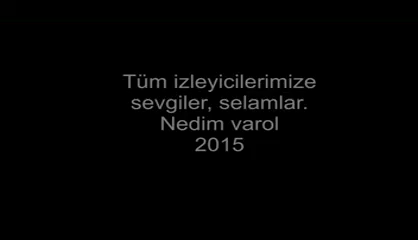 Tüm izleyicilerimize
sevgiler, selamlar.
Nedim varol
2015